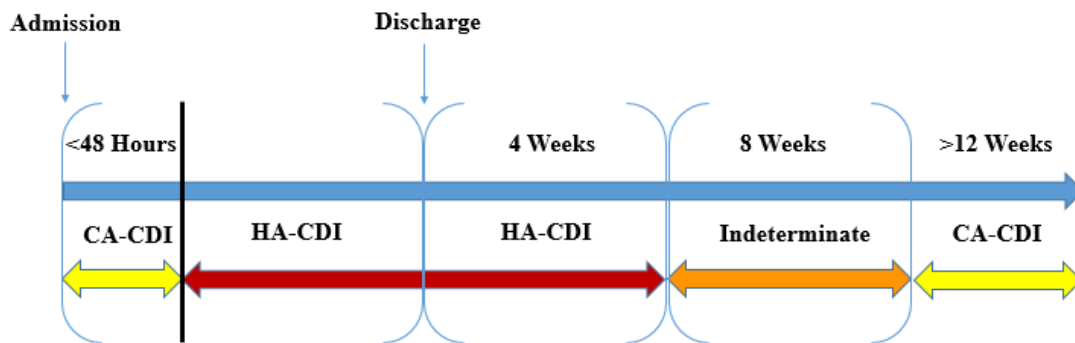 Admission
Discharge
<48 Hours
4 Weeks
8 Weeks
>12 Weeks
CA-CDI
HA-CDI
HA-CDI
Indeterminate
CA-CDI